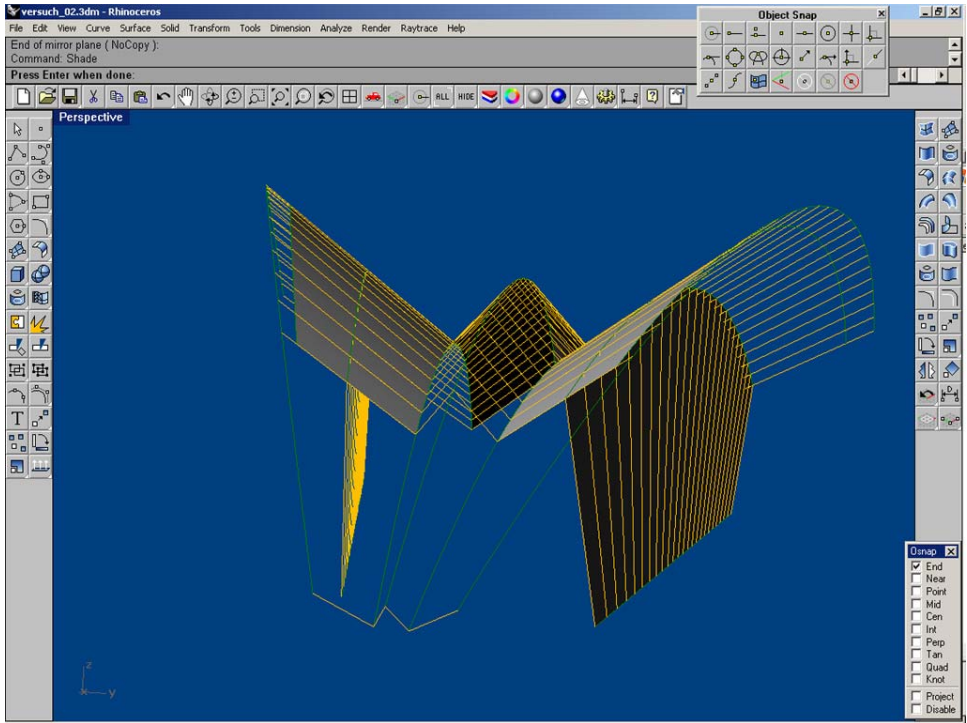 versuch_02.3dm - Rhinoceros
File Edit View Curve Surface Solid Transform Tools Dimension Analyze Render Raytrace Help
End of mirror plane ( NoCopy ):
Command: Shade
Press Enter when done:
Object Snap
ALL HIDE
Perspective
T
D
z
y
x
Osnap
End
Near
Point
Mid
Cen
Int
Perp
Tan
Quad
Knot
Project
Disable